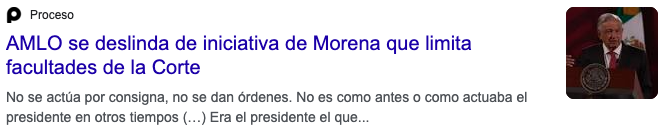 Proceso
AMLO se deslinda de iniciativa de Morena que limita
facultades de la Corte
No se actúa por consigna, no se dan órdenes. No es como antes o como actuaba el
presidente en otros tiempos (…) Era el presidente el que...